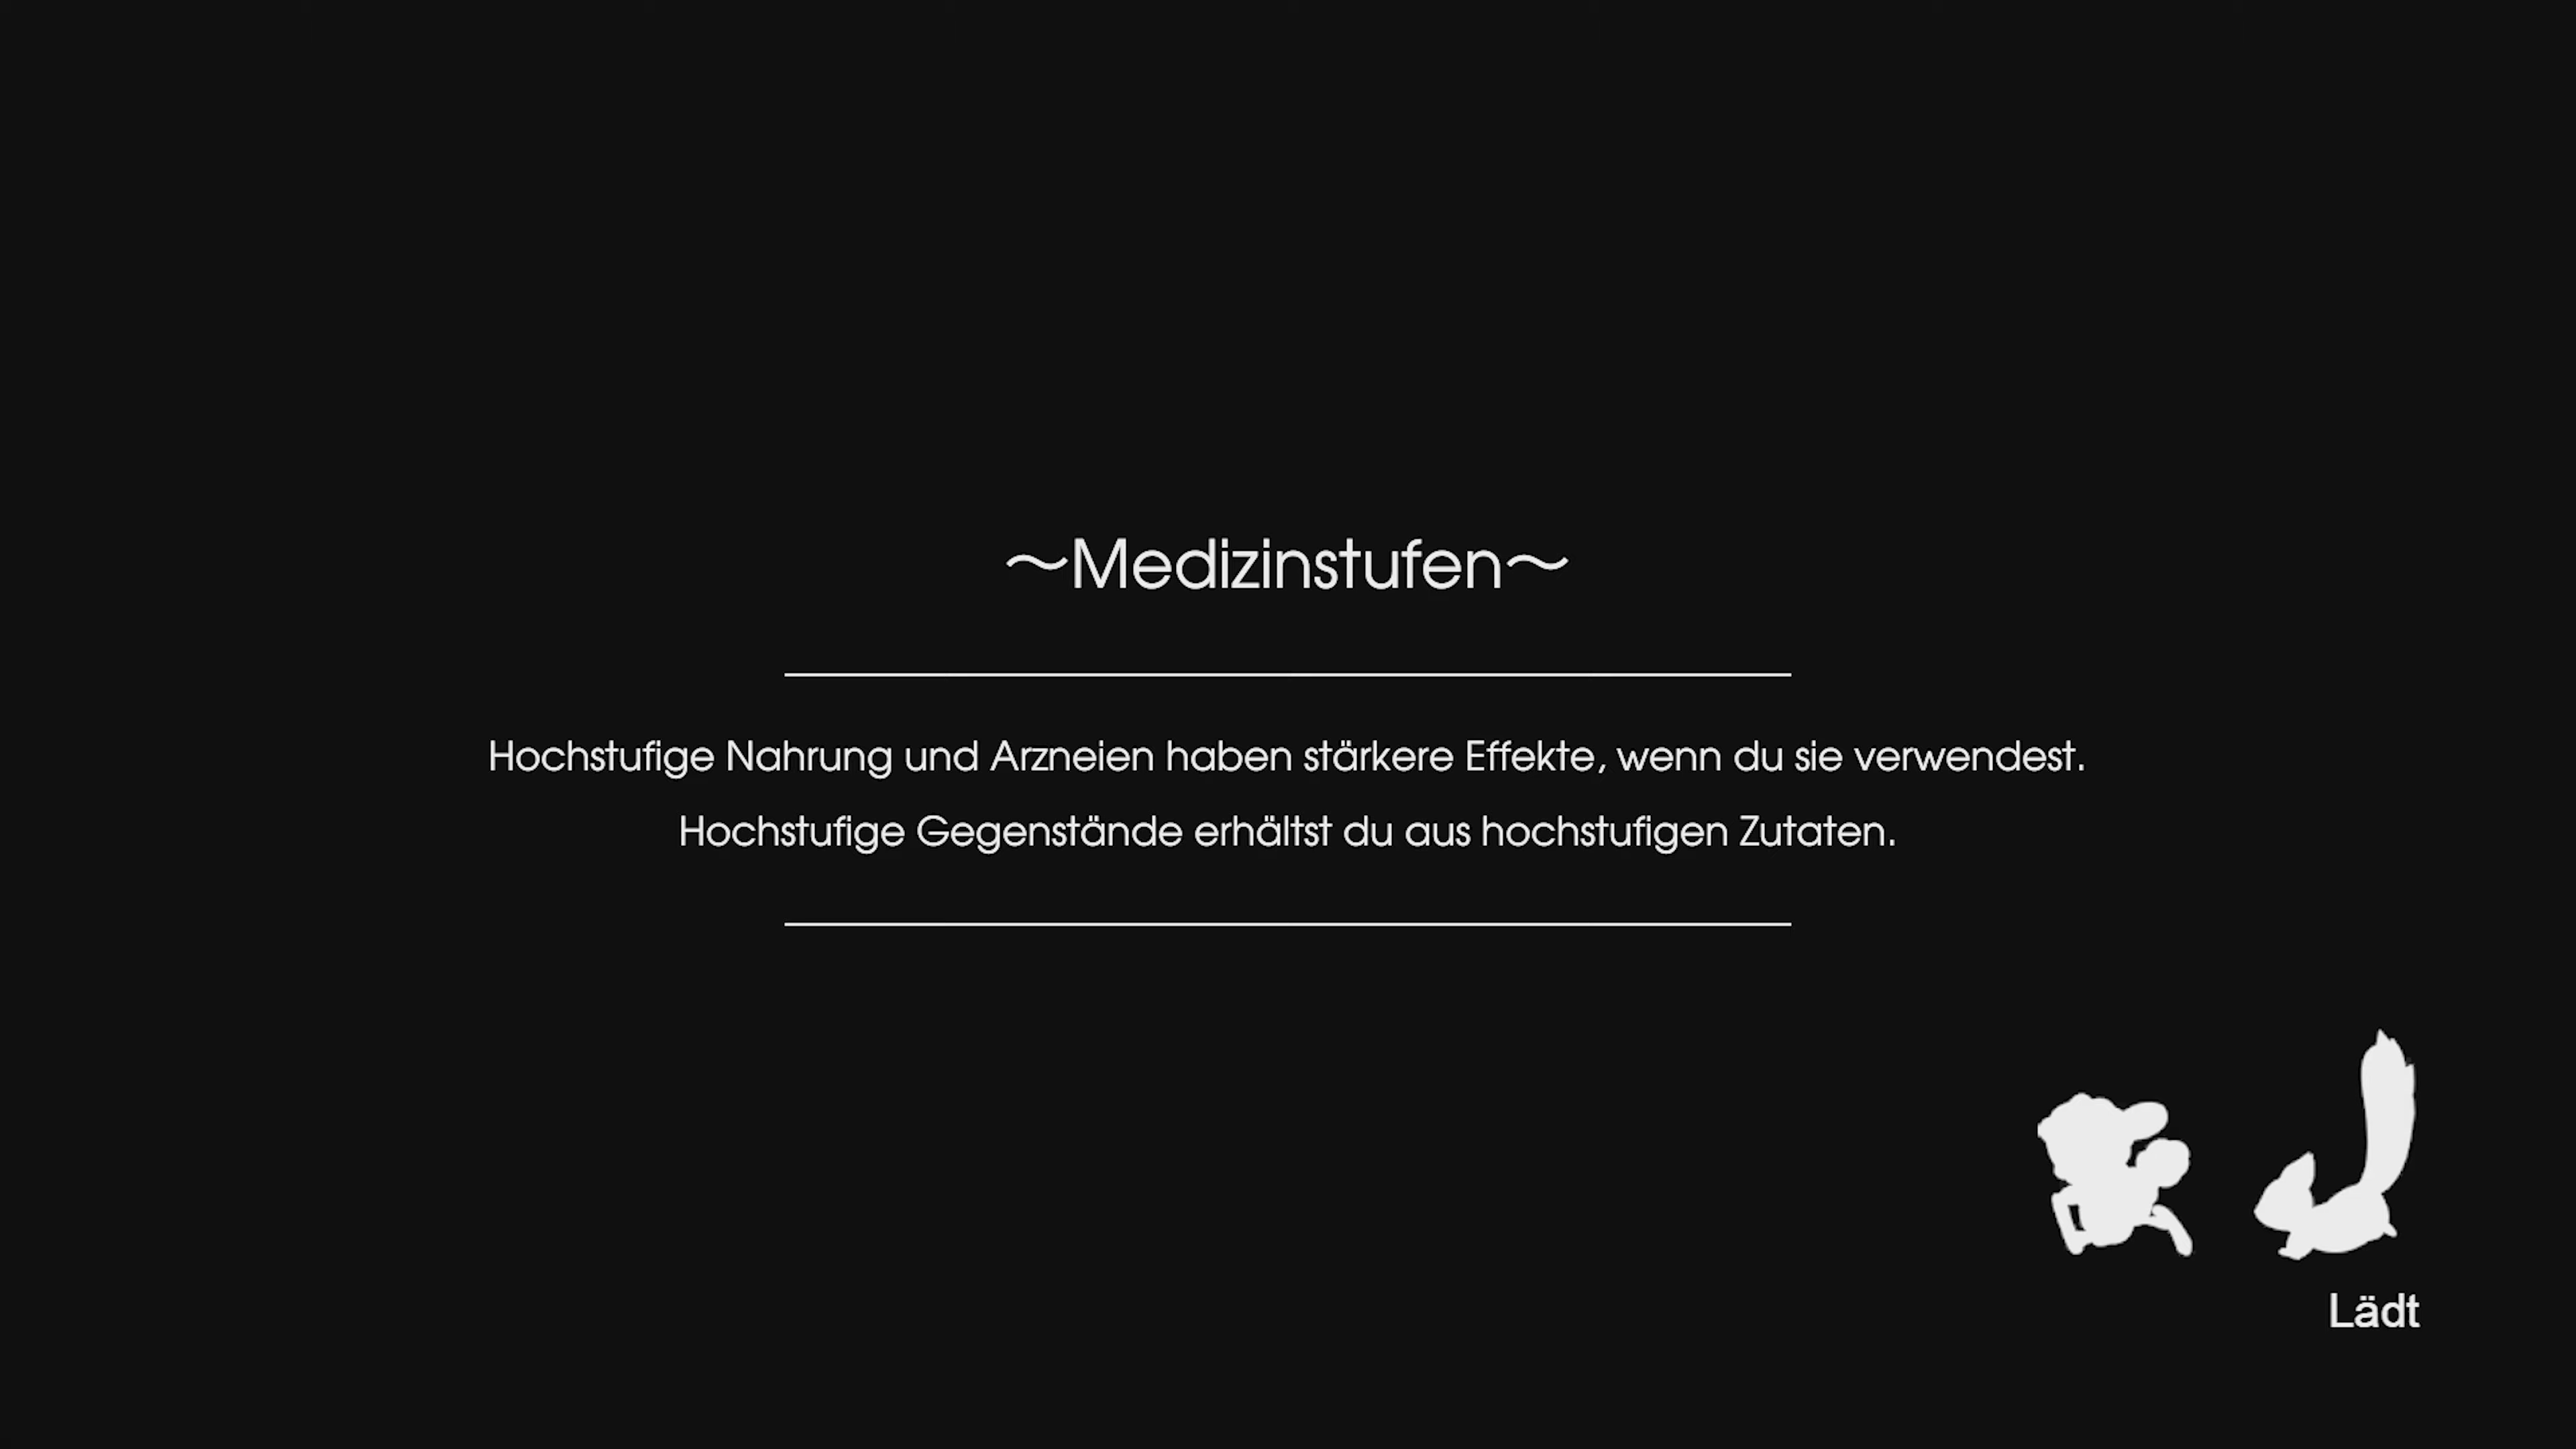 ～Medizinstufen～
Hochstufige Nahrung und Arzneien haben stärkere Effekte, wenn du sie verwendest.
Hochstufige Gegenstände erhältst du aus hochstufigen Zutaten.
Lädt